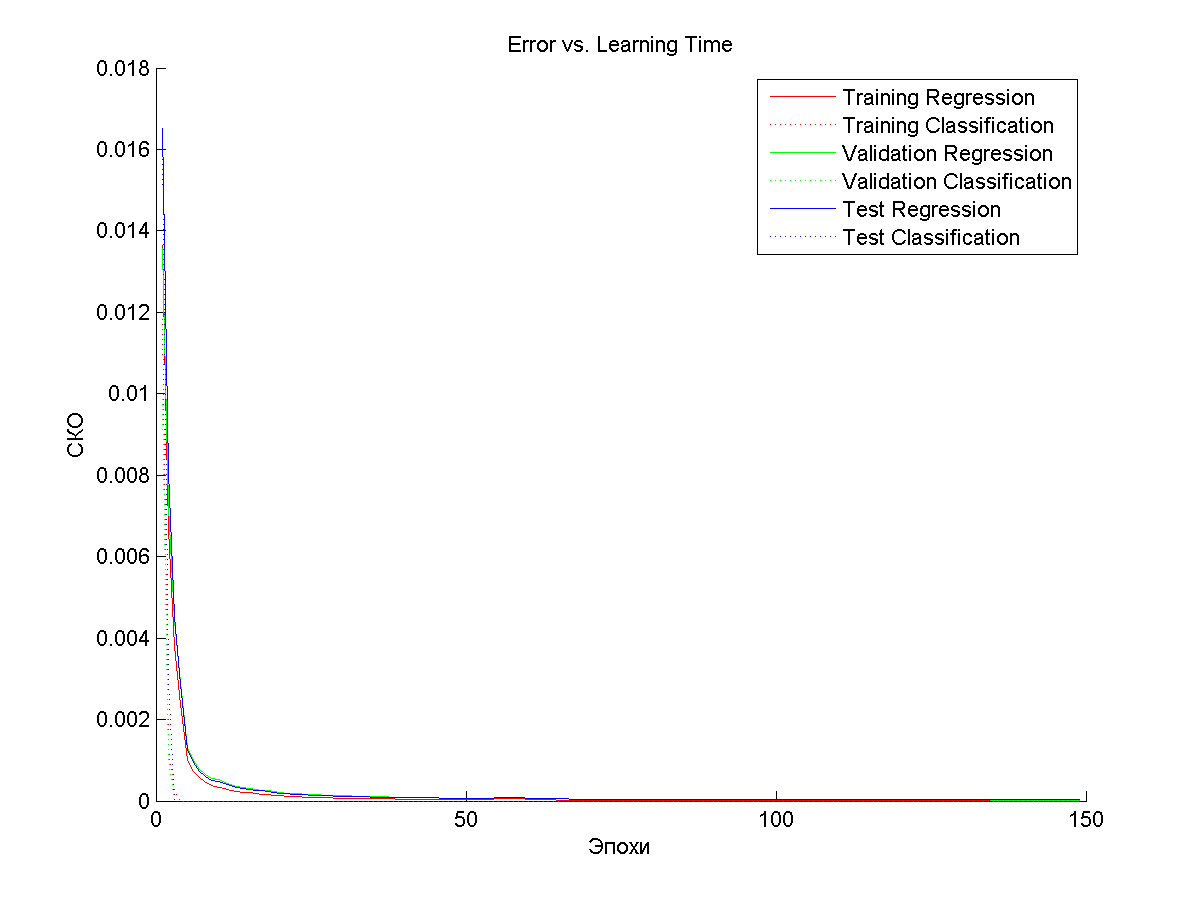 Error vs. Learning Time
0.018
0.016
0.014
0.012
0.01
0.008
0.006
0.004
0.002
0
СКО
Training Regression
Training Classification
Validation Regression
Validation Classification
Test Regression
Test Classification
0 50 100 150
Эпохи